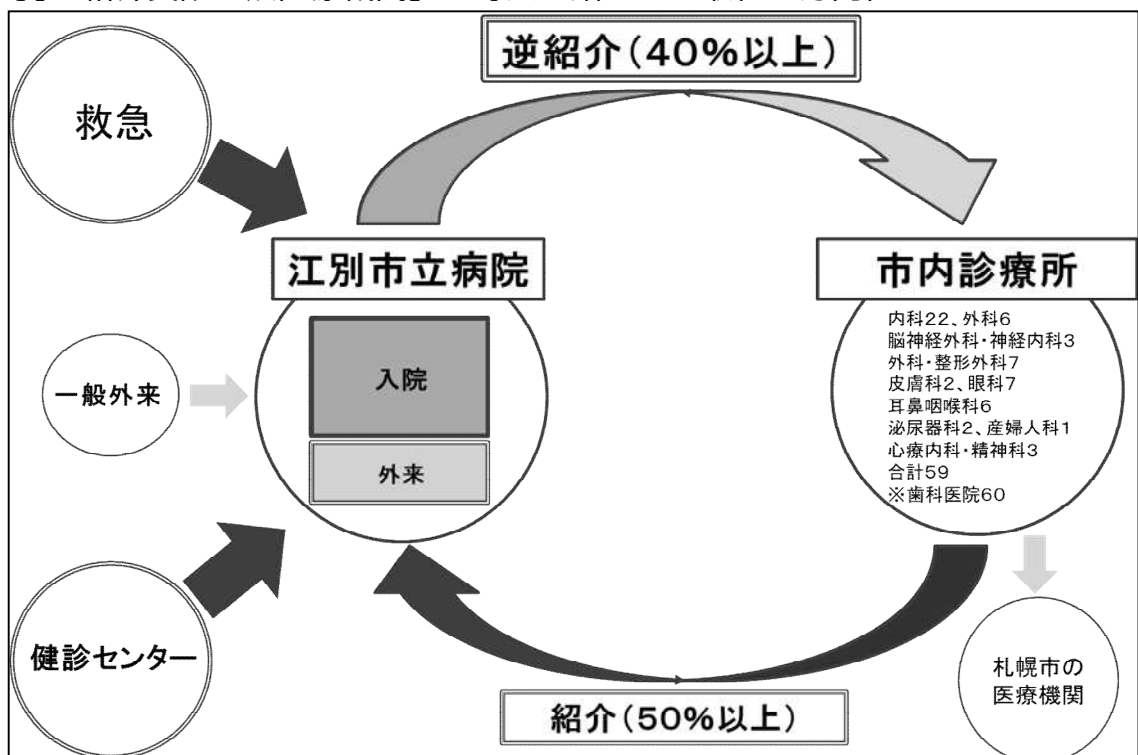 逆紹介(40%以上)
救急
江別市立病院
市内診療所
入院
外来
一般外来
内科22、外科6
脳神経外科・神経内科3
外科・整形外科7
皮膚科2、眼科7
耳鼻咽喉科6
泌尿器科2、産婦人科1
心療内科・精神科3
合計59
※歯科医院60
健診センター
札幌市の
医療機関
紹介(50%以上)